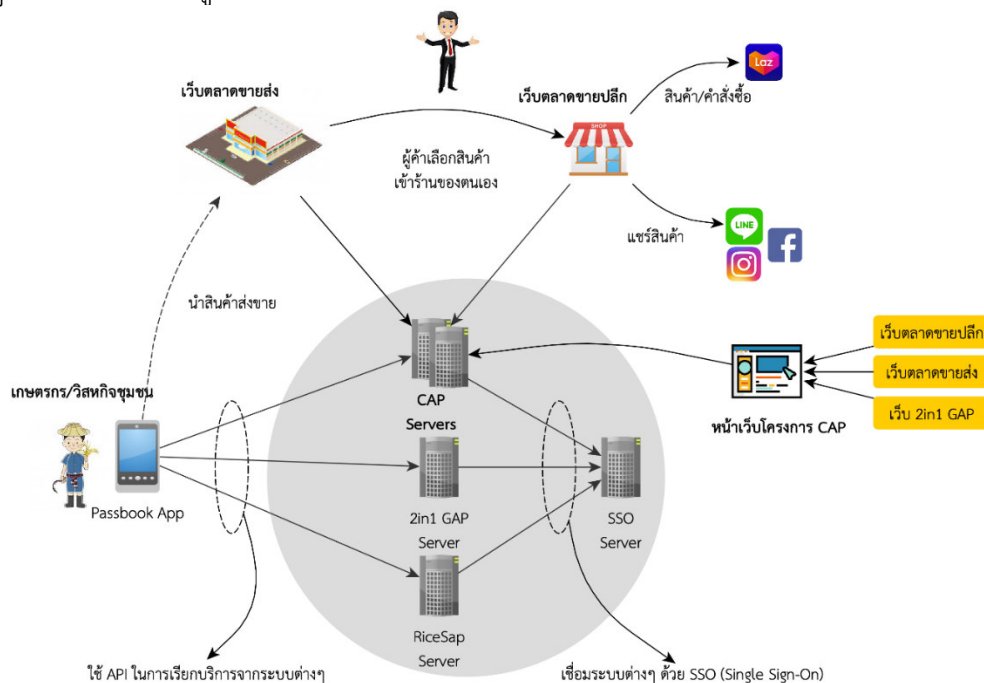 เว็บตลาดขายส่ง
เว็บตลาดขายปลีก
Laz
สินค้า/คำสั่งซื้อ
SHOP
ผู้ค้าเลือกสินค้า
เข้าร้านของตนเอง
แชร์สินค้า
LINE
f
นำสินค้าส่งขาย
เว็บตลาดขายปลีก
เว็บตลาดขายส่ง
เว็บ 2in1 GAP
หน้าเว็บโครงการ CAP
เกษตรกร/วิสหกิจชุมชน
Passbook App
CAP
Servers
2in1 GAP
Server
SSO
Server
RiceSap
Server
ใช้ API ในการเรียกบริการจากระบบต่างๆ
เชื่อมระบบต่างๆ ด้วย SSO (Single Sign-On)